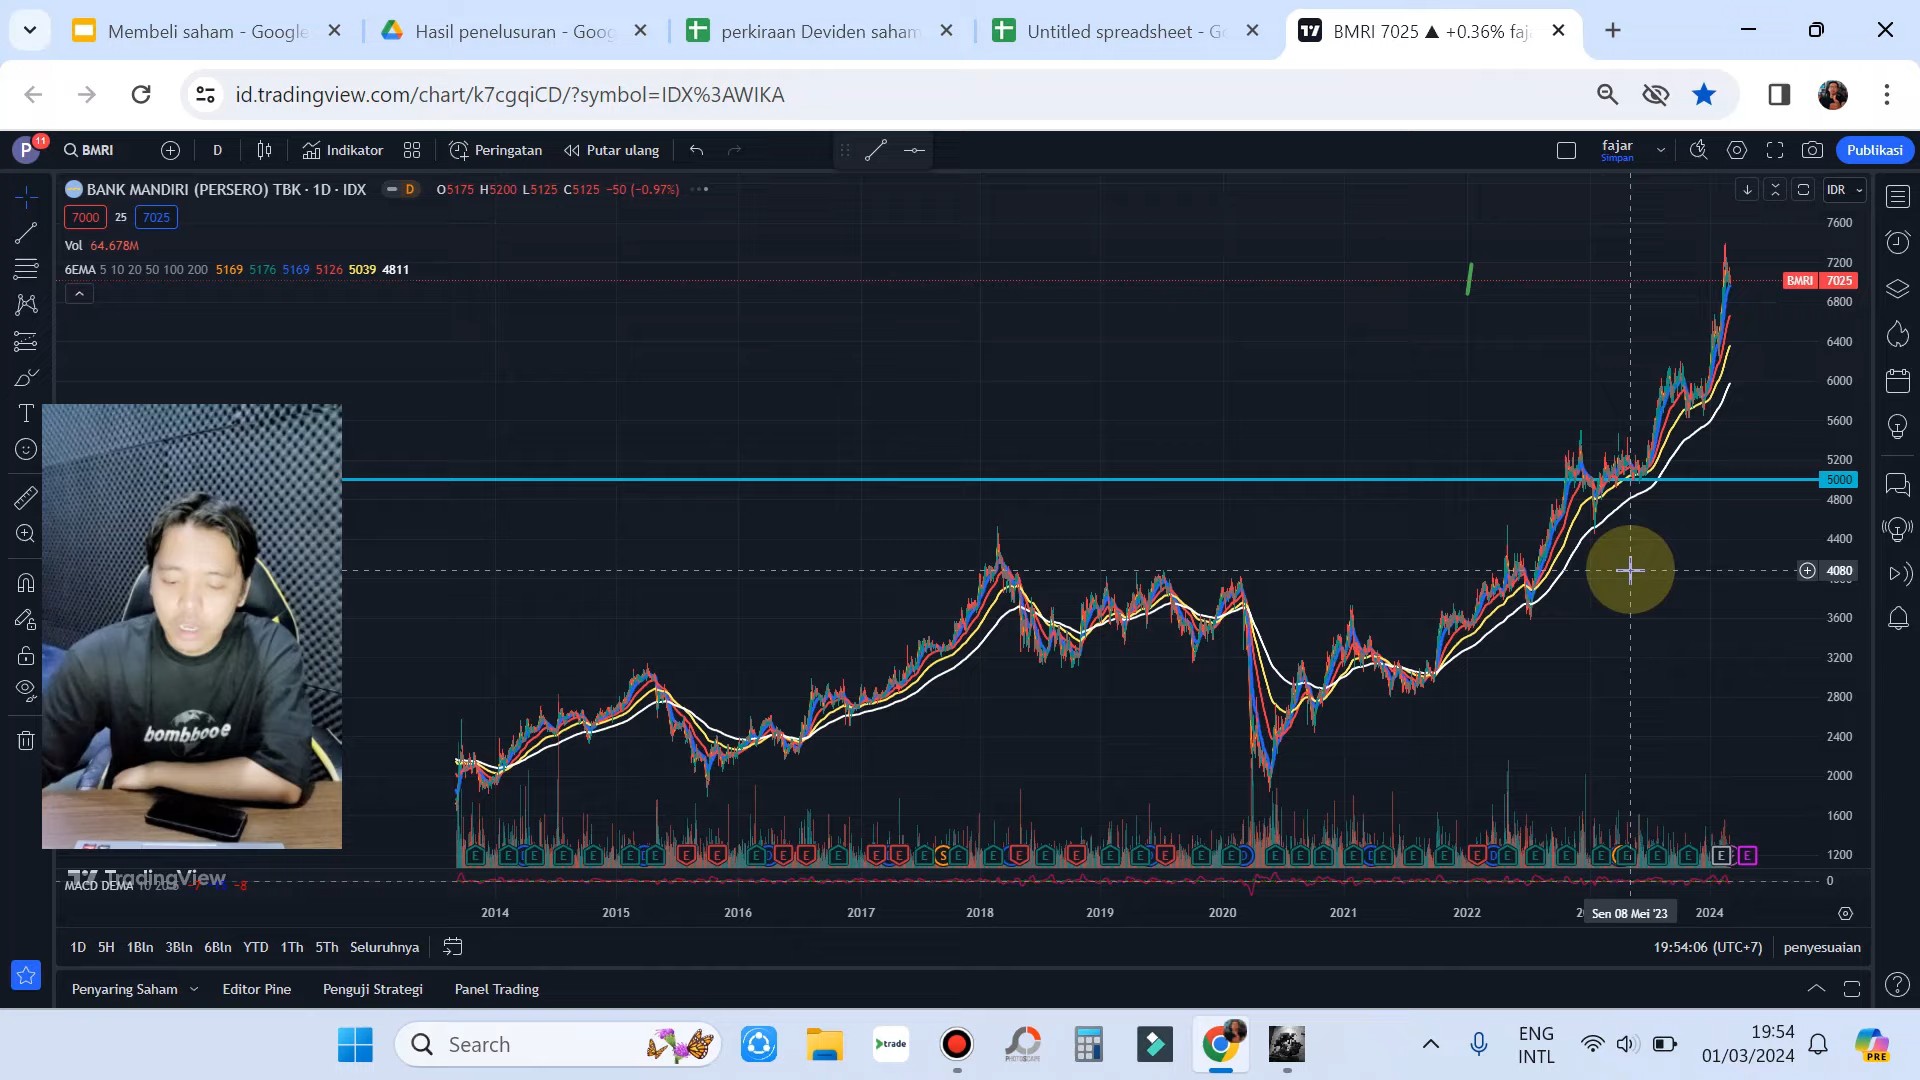 Membeli saham - Google
Hasil penelusuran - Goog
perkiraan Deviden saham
Untitled spreadsheet - Go
BMRI 7025 ▲ +0.36% faja
id.tradingview.com/chart/k7cgqiCD/?symbol=IDX%3AWIKA
P 11
BMRI
D
Indikator
Peringatan
Putar ulang
fajar
Simpan
Publikasi
BANK MANDIRI (PERSERO) TBK · 1D · IDX
D
O5175 H5200 L5125 C5125 −50 (−0.97%)
IDR
7000 25 7025
Vol 64.678M
6EMA 5 10 20 50 100 200 5169 5176 5169 5126 5039 4811
7600
7200
BMRI 7025
6800
6400
6000
5600
5200
5000
4800
4400
4080
3600
3200
2800
2400
2000
1600
1200
0
bombbooe
TradingView
MACD DEMA
-8
2014 2015 2016 2017 2018 2019 2020 2021 2022 Sen 08 Mei '23 2024
1D 5H 1Bln 3Bln 6Bln YTD 1Th 5Th Seluruhnya
19:54:06 (UTC+7) penyesuaian
Penyaring Saham Editor Pine Penguji Strategi Panel Trading
Search
trade
PHOTOSCAPE
ENG
INTL
19:54
01/03/2024
PRE